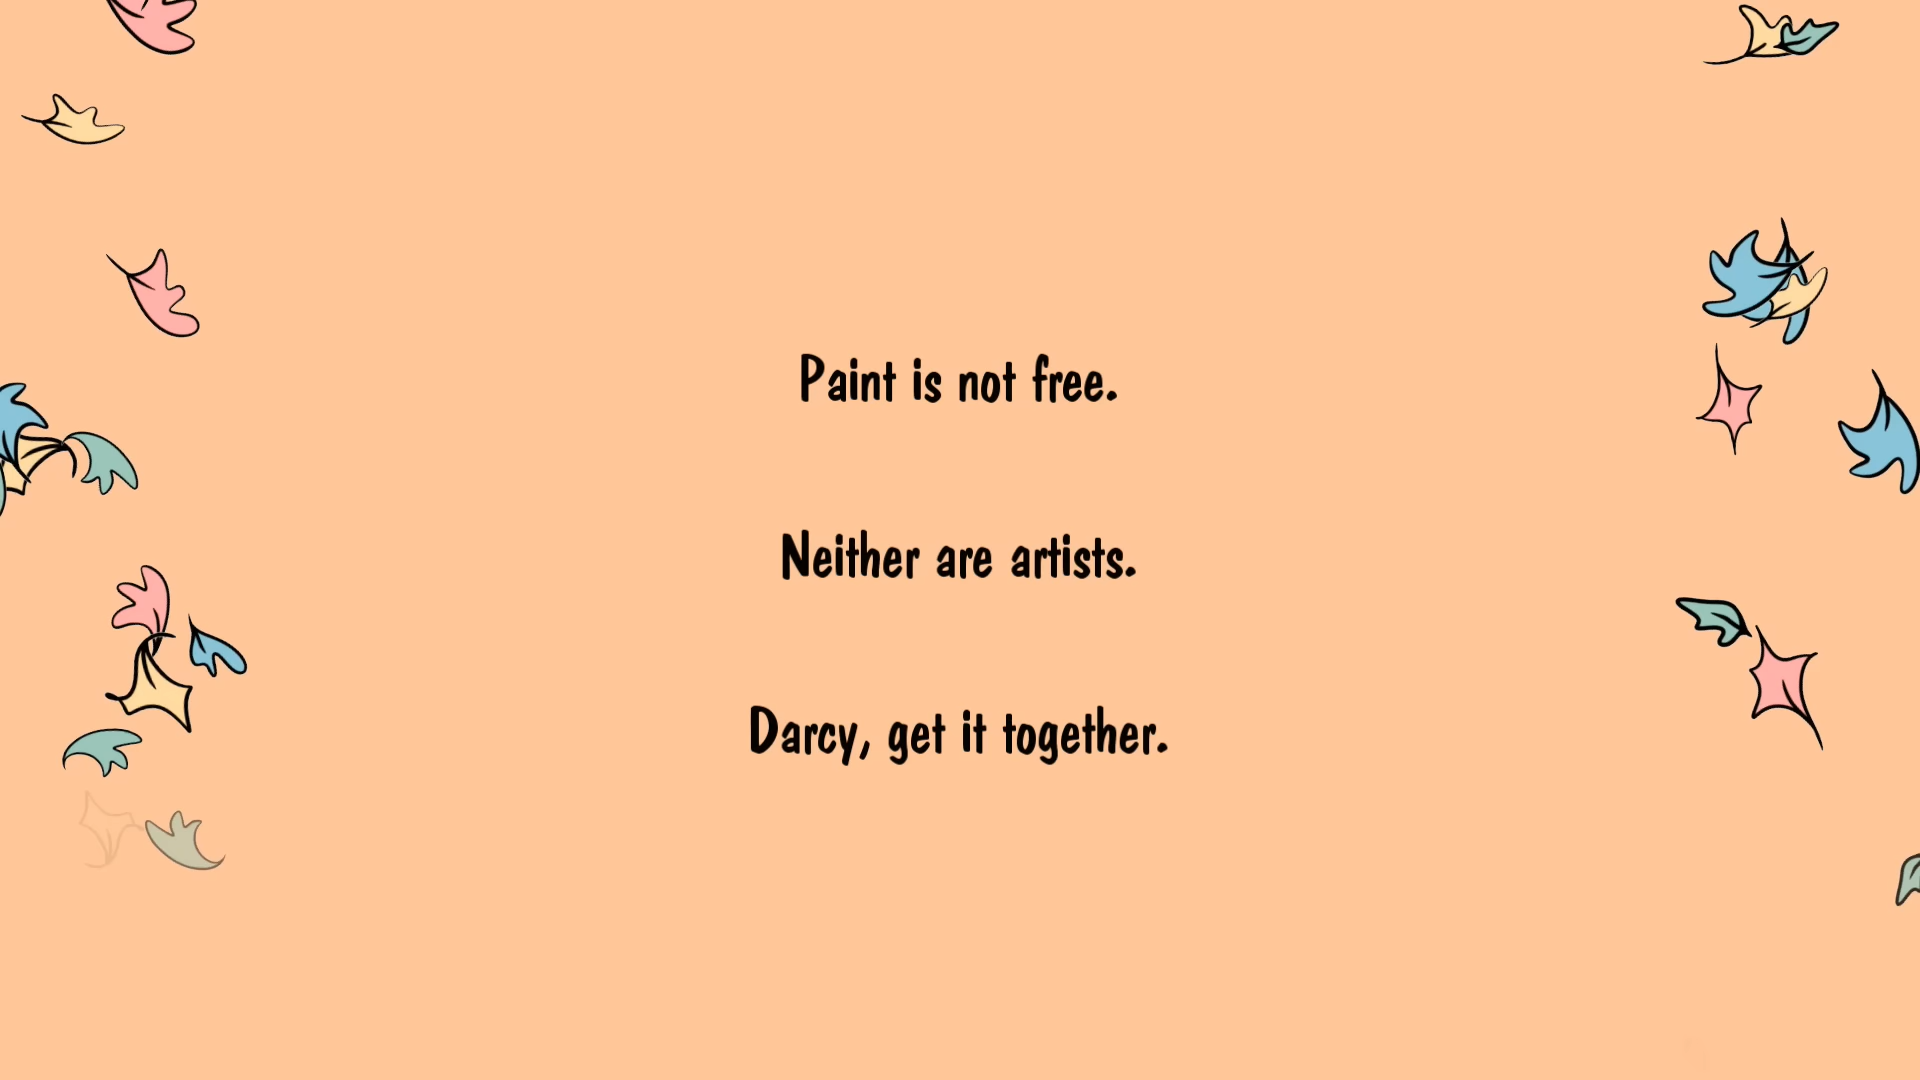 Paint is not free.
Neither are artists.
Darcy, get it together.